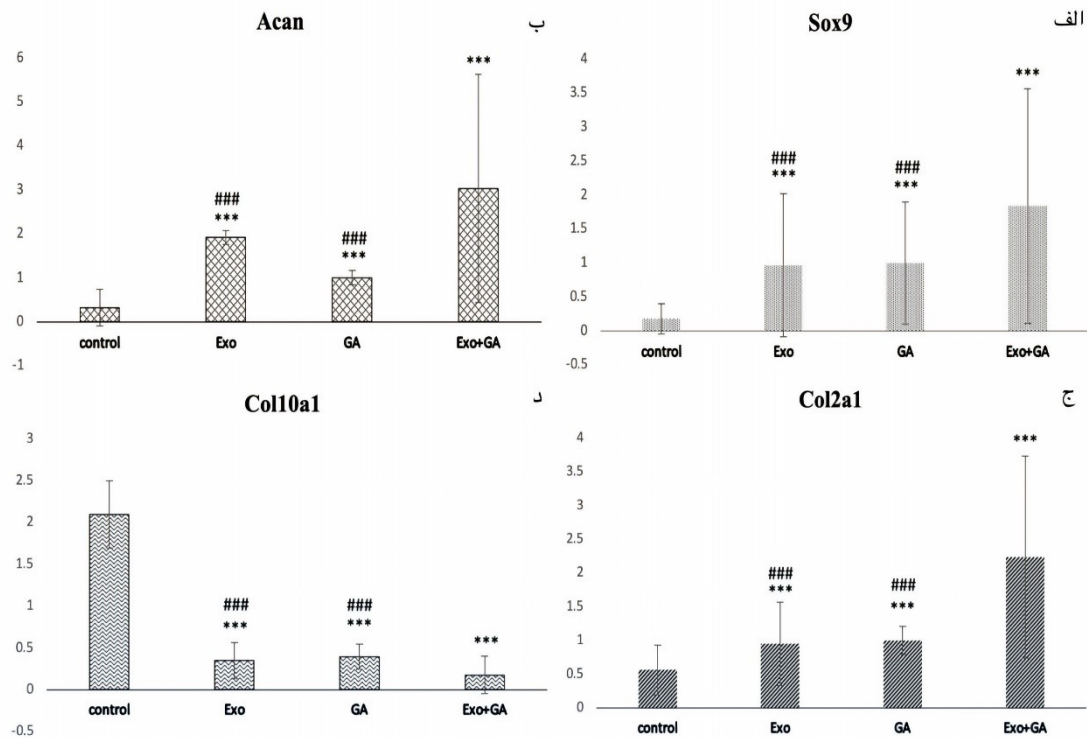 Acan
ب
6
5
4
3
2
1
0
-1
***
###
***
###
***
control
Exo
GA
Exo+GA
Sox9
الف
4
3.5
3
2.5
2
1.5
1
0.5
0
-0.5
***
###
***
###
***
control
Exo
GA
Exo+GA
Col10a1
د
3
2.5
2
1.5
1
0.5
0
-0.5
###
***
###
***
***
control
Exo
GA
Exo+GA
Col2a1
ج
4
3.5
3
2.5
2
1.5
1
0.5
0
***
###
***
###
***
control
Exo
GA
Exo+GA